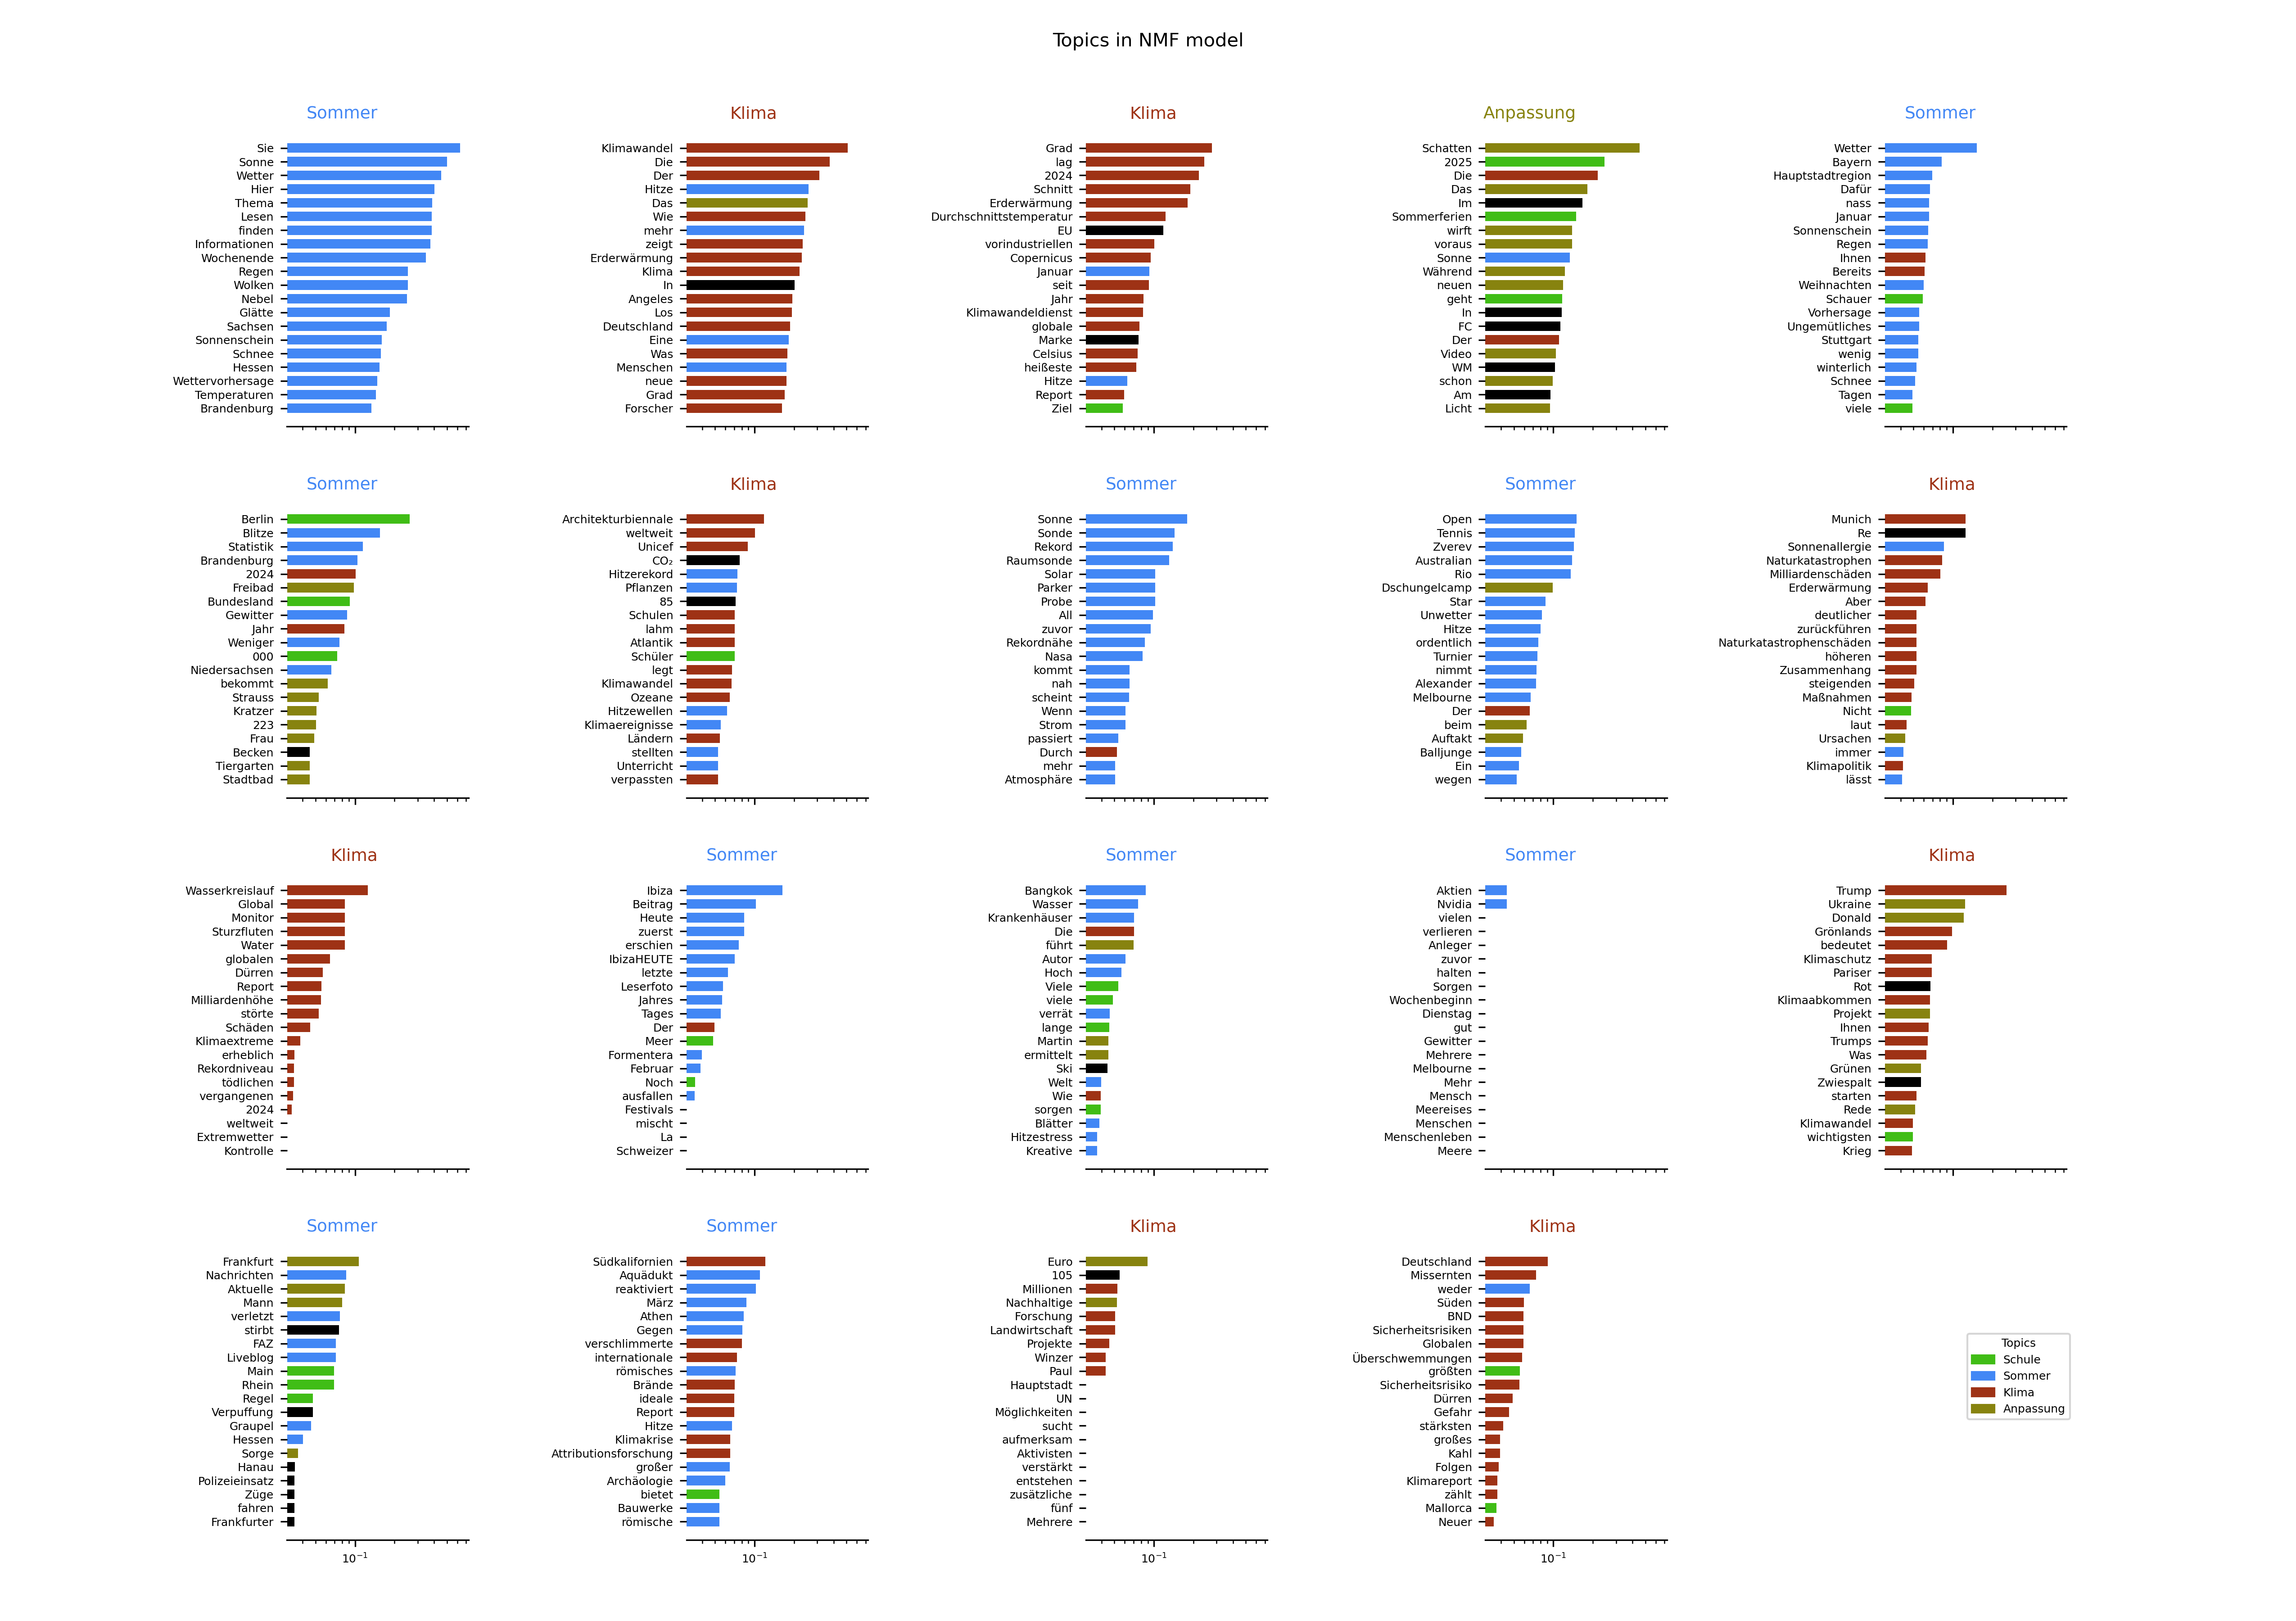 Topics in NMF model
Sommer
Sie
Sonne
Wetter
Hier
Thema
Lesen
finden
Informationen
Wochenende
Regen
Wolken
Nebel
Glätte
Sachsen
Sonnenschein
Schnee
Hessen
Wettervorhersage
Temperaturen
Brandenburg
Klima
Klimawandel
Die
Der
Hitze
Das
Wie
mehr
zeigt
Erderwärmung
Klima
In
Angeles
Los
Deutschland
Eine
Was
Menschen
neue
Grad
Forscher
Klima
Grad
lag
2024
Schnitt
Erderwärmung
Durchschnittstemperatur
EU
vorindustriellen
Copernicus
Januar
seit
Jahr
Klimawandeldienst
globale
Marke
Celsius
heißeste
Hitze
Report
Ziel
Anpassung
Schatten
2025
Die
Das
Im
Sommerferien
wirft
voraus
Sonne
Während
neuen
geht
In
FC
Der
Video
WM
schon
Am
Licht
Sommer
Wetter
Bayern
Hauptstadtregion
Dafür
nass
Januar
Sonnenschein
Regen
Ihnen
Bereits
Weihnachten
Schauer
Vorhersage
Ungemütliches
Stuttgart
wenig
winterlich
Schnee
Tagen
viele
Sommer
Berlin
Blitze
Statistik
Brandenburg
2024
Freibad
Bundesland
Gewitter
Jahr
Weniger
000
Niedersachsen
bekommt
Strauss
Kratzer
223
Frau
Becken
Tiergarten
Stadtbad
Klima
Architekturbiennale
weltweit
Unicef
CO₂
Hitzerekord
Pflanzen
85
Schulen
lahm
Atlantik
Schüler
legt
Klimawandel
Ozeane
Hitzewellen
Klimaereignisse
Ländern
stellten
Unterricht
verpassten
Sommer
Sonne
Sonde
Rekord
Raumsonde
Solar
Parker
Probe
All
zuvor
Rekordnähe
Nasa
kommt
nah
scheint
Wenn
Strom
passiert
Durch
mehr
Atmosphäre
Sommer
Open
Tennis
Zverev
Australian
Rio
Dschungelcamp
Star
Unwetter
Hitze
ordentlich
Turnier
nimmt
Alexander
Melbourne
Der
beim
Auftakt
Balljunge
Ein
wegen
Klima
Munich
Re
Sonnenallergie
Naturkatastrophen
Milliardenschäden
Erderwärmung
Aber
deutlicher
zurückführen
Naturkatastrophenschäden
höheren
Zusammenhang
steigenden
Maßnahmen
Nicht
laut
Ursachen
immer
Klimapolitik
lässt
Klima
Wasserkreislauf
Global
Monitor
Sturzfluten
Water
globalen
Dürren
Report
Milliardenhöhe
störte
Schäden
Klimaextreme
erheblich
Rekordniveau
tödlichen
vergangenen
2024
weltweit
Extremwetter
Kontrolle
Sommer
Ibiza
Beitrag
Heute
zuerst
erschien
IbizaHEUTE
letzte
Leserfoto
Jahres
Tages
Der
Meer
Formentera
Februar
Noch
ausfallen
Festivals
mischt
La
Schweizer
Sommer
Bangkok
Wasser
Krankenhäuser
Die
führt
Autor
Hoch
Viele
viele
verrät
lange
Martin
ermittelt
Ski
Welt
Wie
sorgen
Blätter
Hitzestress
Kreative
Sommer
Aktien
Nvidia
vielen
verlieren
Anleger
zuvor
halten
Sorgen
Wochenbeginn
Dienstag
gut
Gewitter
Mehrere
Melbourne
Mehr
Mensch
Meereises
Menschen
Menschenleben
Meere
Klima
Trump
Ukraine
Donald
Grönlands
bedeutet
Klimaschutz
Pariser
Rot
Klimaabkommen
Projekt
Ihnen
Trumps
Was
Grünen
Zwiespalt
starten
Rede
Klimawandel
wichtigsten
Krieg
Sommer
Frankfurt
Nachrichten
Aktuelle
Mann
verletzt
stirbt
FAZ
Liveblog
Main
Rhein
Regel
Verpuffung
Graupel
Hessen
Sorge
Hanau
Polizeieinsatz
Züge
fahren
Frankfurter
10⁻¹
Sommer
Südkalifornien
Aquädukt
reaktiviert
März
Athen
Gegen
verschlimmerte
internationale
römisches
Brände
ideale
Report
Hitze
Klimakrise
Attributionsforschung
großer
Archäologie
bietet
Bauwerke
römische
10⁻¹
Klima
Euro
105
Millionen
Nachhaltige
Forschung
Landwirtschaft
Projekte
Winzer
Paul
Hauptstadt
UN
Möglichkeiten
sucht
aufmerksam
Aktivisten
verstärkt
entstehen
zusätzliche
fünf
Mehrere
10⁻¹
Klima
Deutschland
Missernten
weder
Süden
BND
Sicherheitsrisiken
Globalen
Überschwemmungen
größten
Sicherheitsrisiko
Dürren
Gefahr
stärksten
großes
Kahl
Folgen
Klimareport
zählt
Mallorca
Neuer
10⁻¹
Topics
Schule
Sommer
Klima
Anpassung